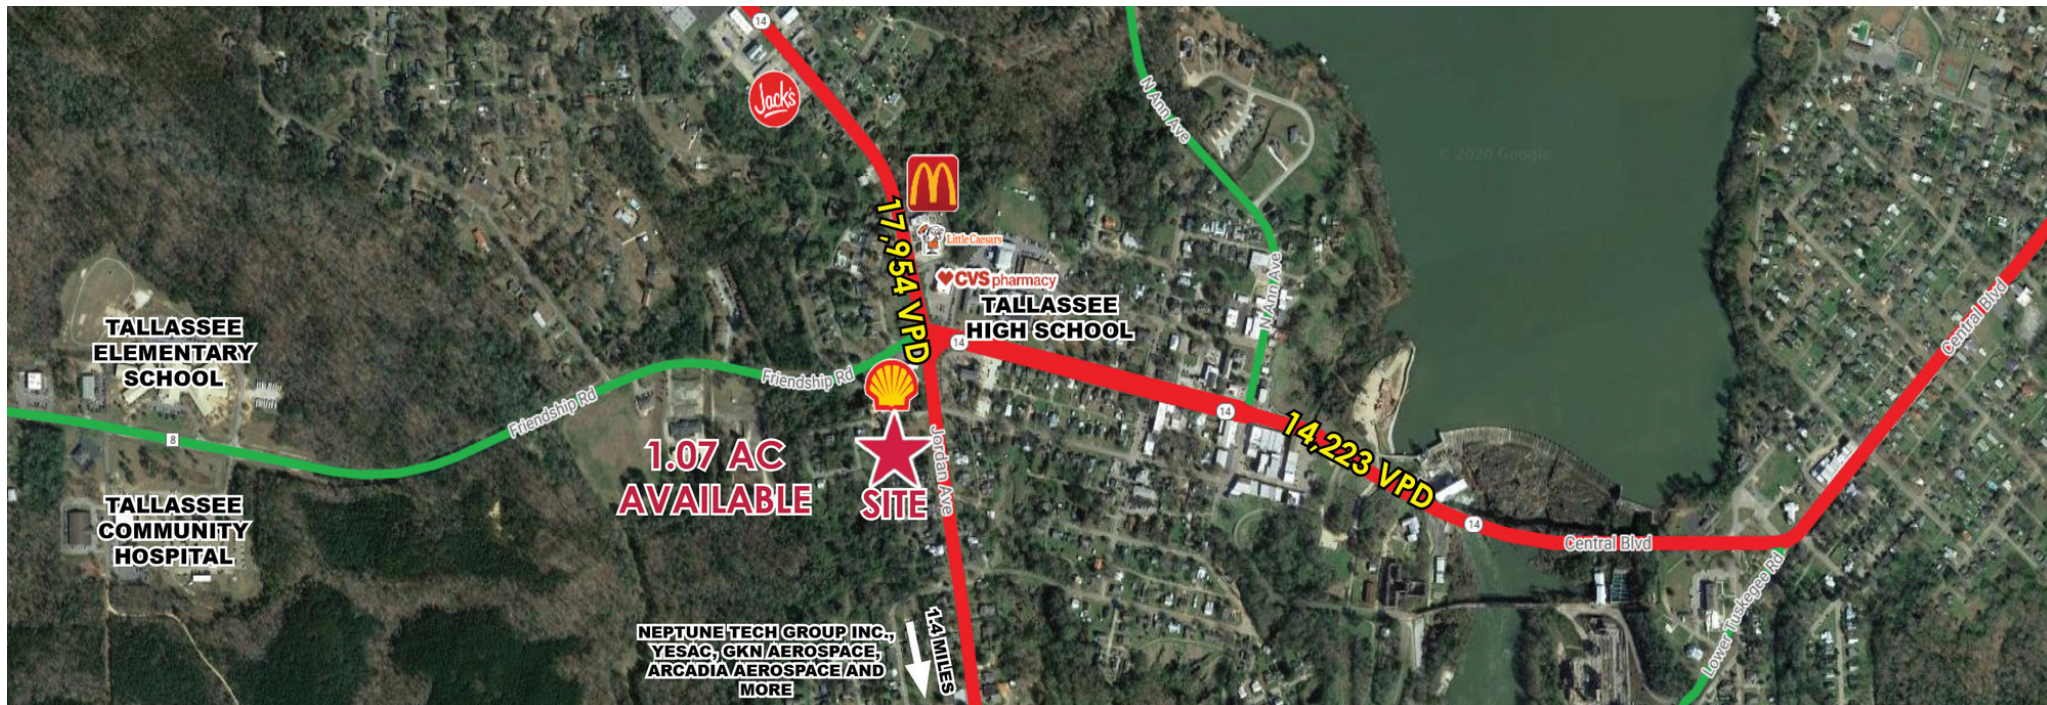 14
Jack's
N Ann Ave
© 2020 Google
17,954 VPD
Little Caesars
CVS pharmacy
TALLASSEE
HIGH SCHOOL
N Ann Ave
Central Blvd
TALLASSEE
ELEMENTARY
SCHOOL
14
Friendship Rd
Friendship Rd
8
14
14,223 VPD
1.07 AC
AVAILABLE
SITE
Jordan Ave
TALLASSEE
COMMUNITY
HOSPITAL
14
Central Blvd
Lower Tuskegee Rd
NEPTUNE TECH GROUP INC.,
YESAC, GKN AEROSPACE,
ARCADIA AEROSPACE AND
MORE
1.4 MILES